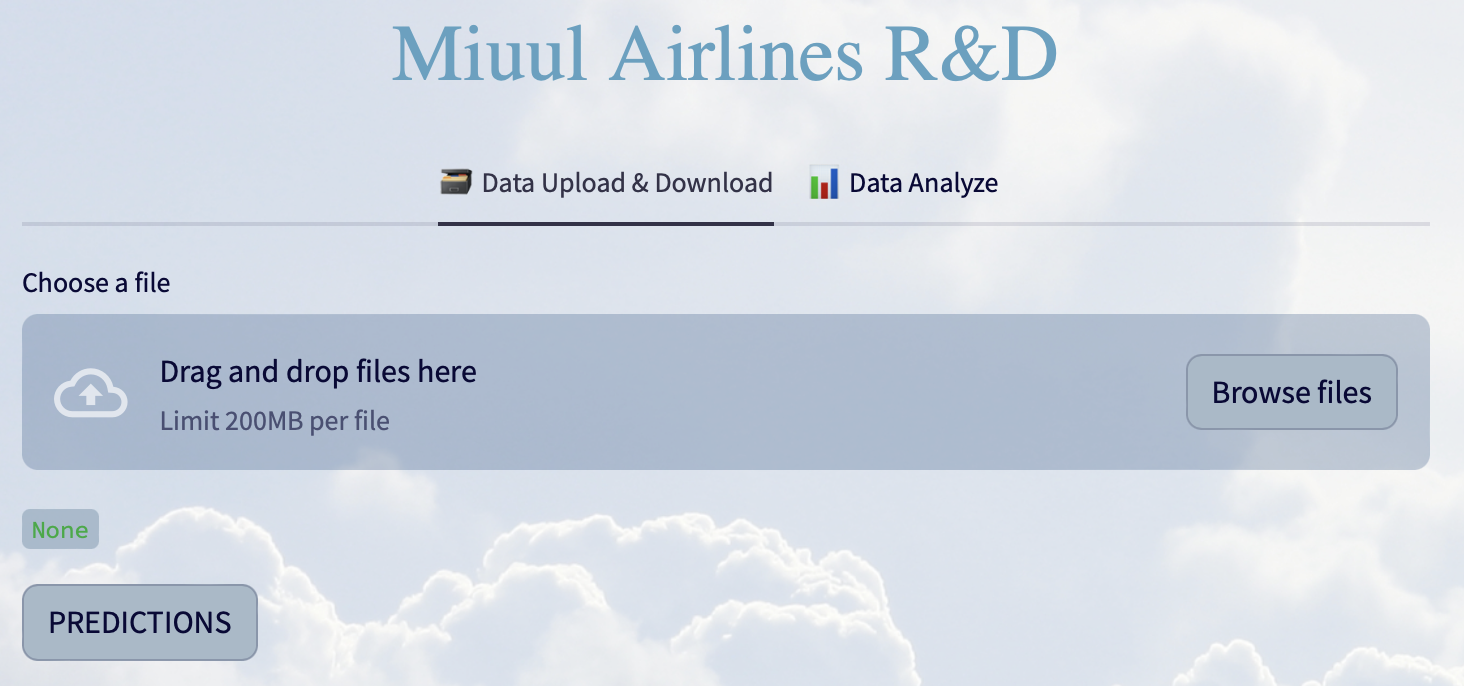 Miuul Airlines R&D
🗃️ Data Upload & Download 📊 Data Analyze
Choose a file
Drag and drop files here
Limit 200MB per file
Browse files
None
PREDICTIONS